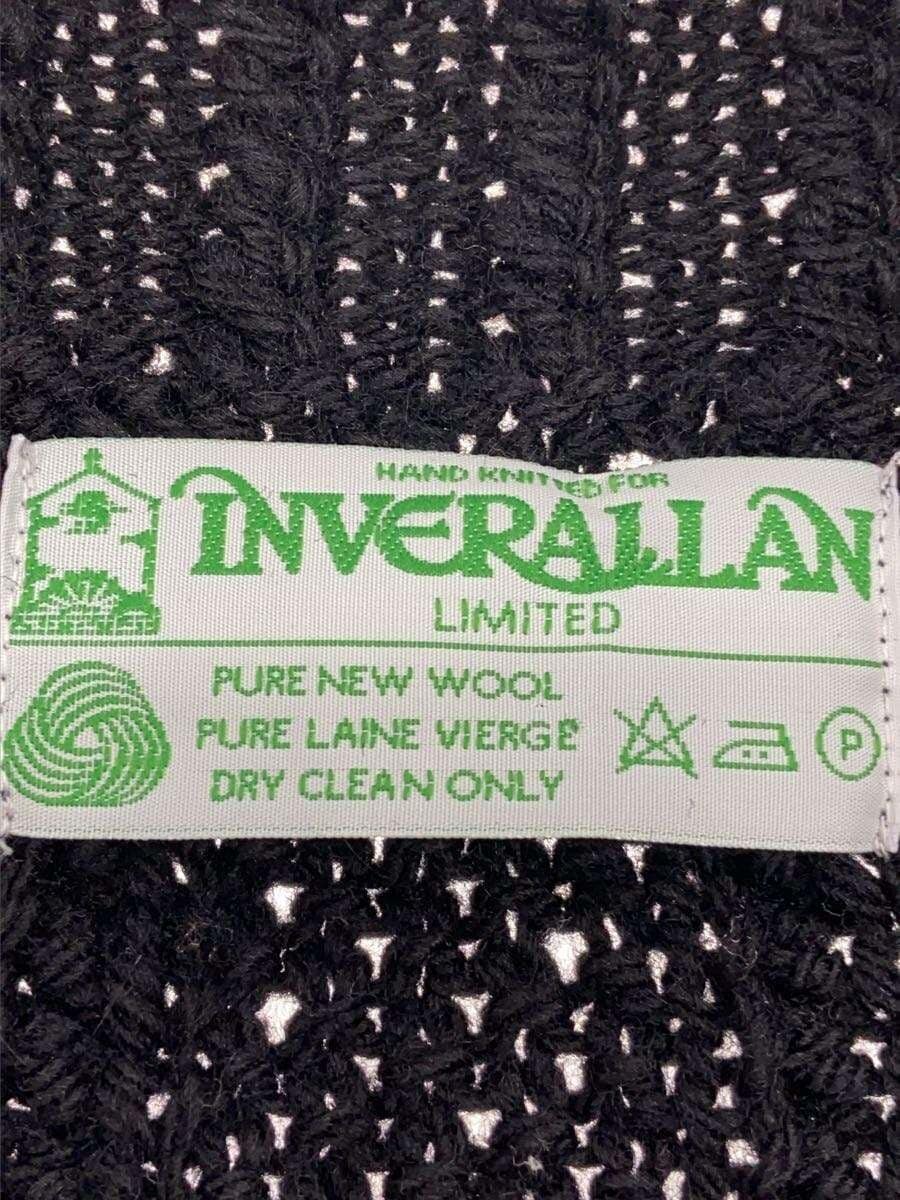 HAND KNITTED FOR
INVERALLAN
LIMITED
PURE NEW WOOL
PURE LAINE VIERGE
DRY CLEAN ONLY
P